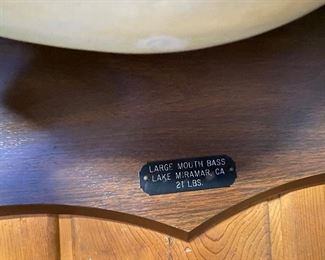 LARGE MOUTH BASS
LAKE MIRAMAR, CA
21 LBS.